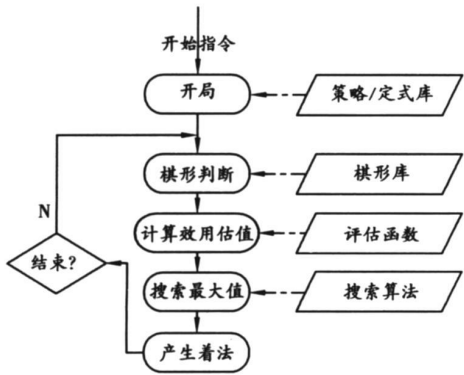 开始指令
开局
策略/定式库
棋形判断
棋形库
N
计算效用估值
评估函数
结束?
搜索最大值
搜索算法
产生着法